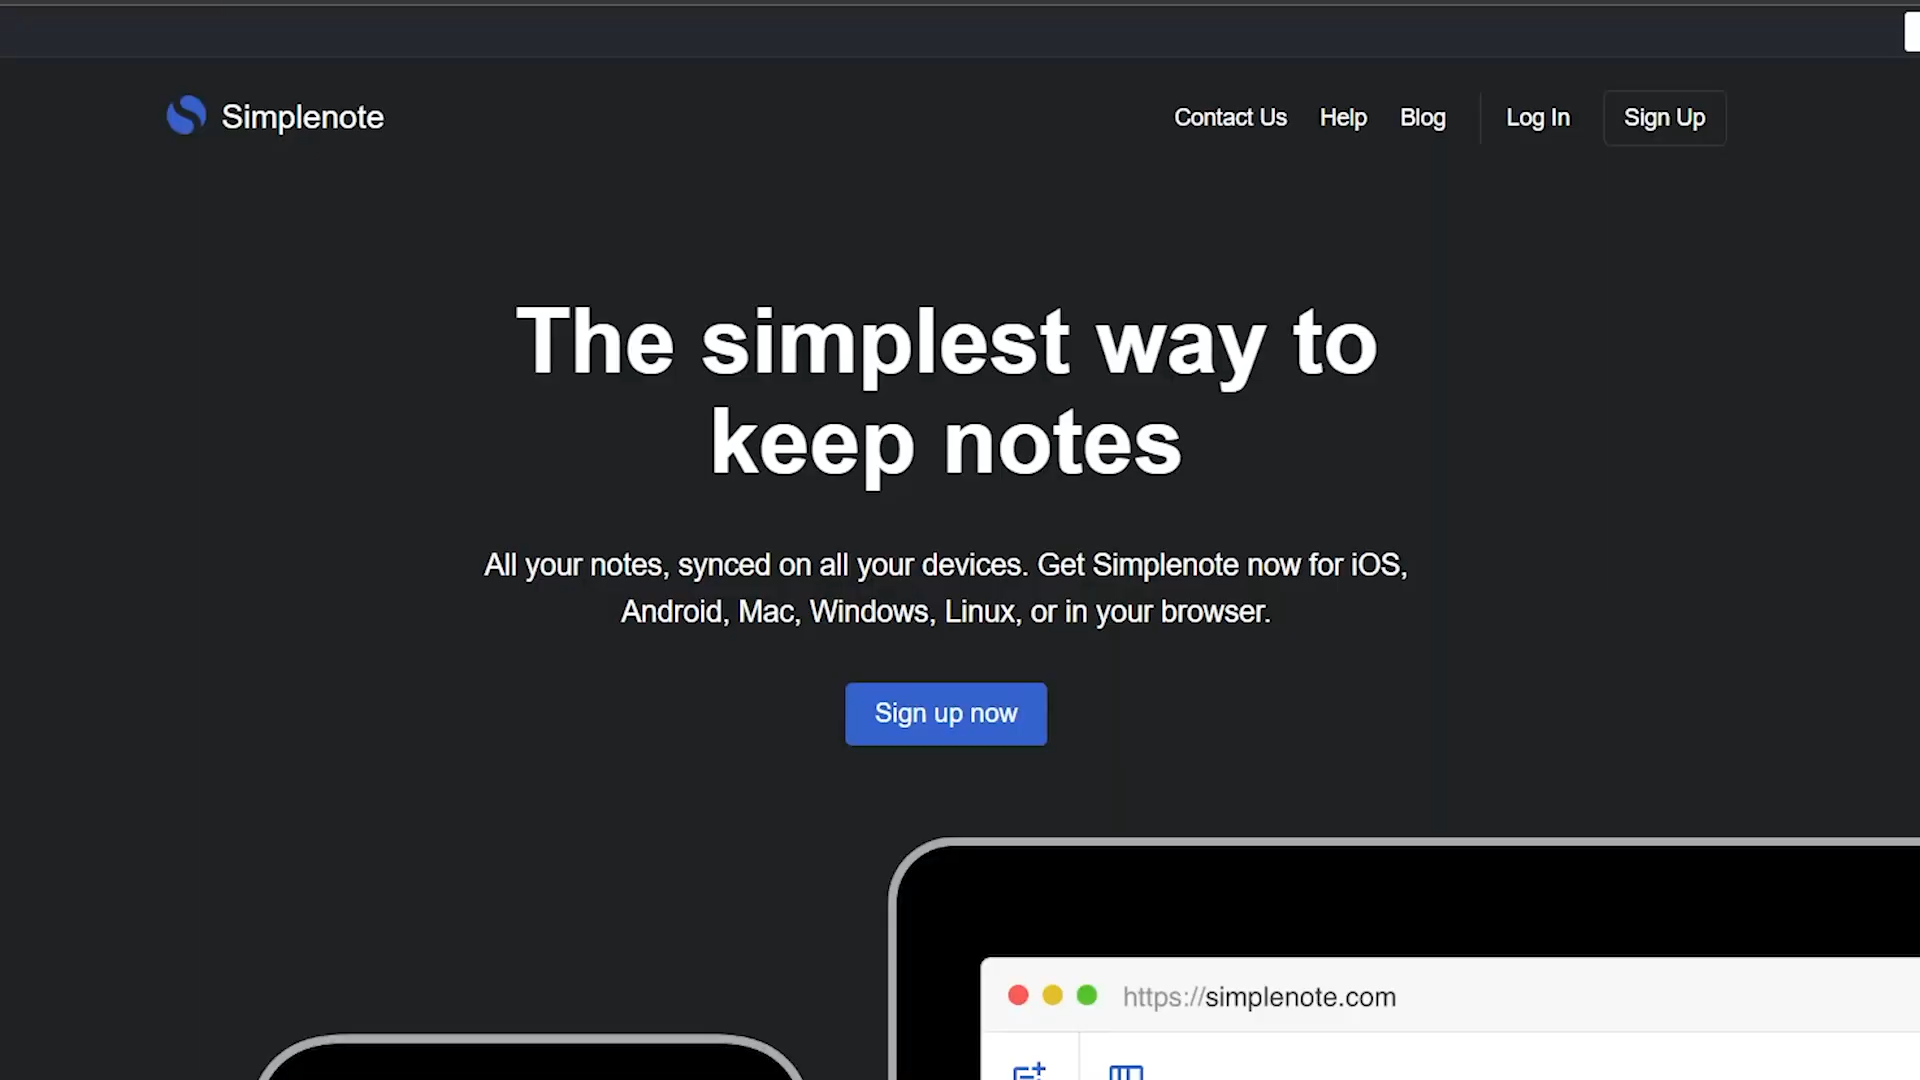 Simplenote
Contact Us
Help
Blog
Log In
Sign Up
The simplest way to
keep notes
All your notes, synced on all your devices. Get Simplenote now for iOS,
Android, Mac, Windows, Linux, or in your browser.
Sign up now
https://simplenote.com